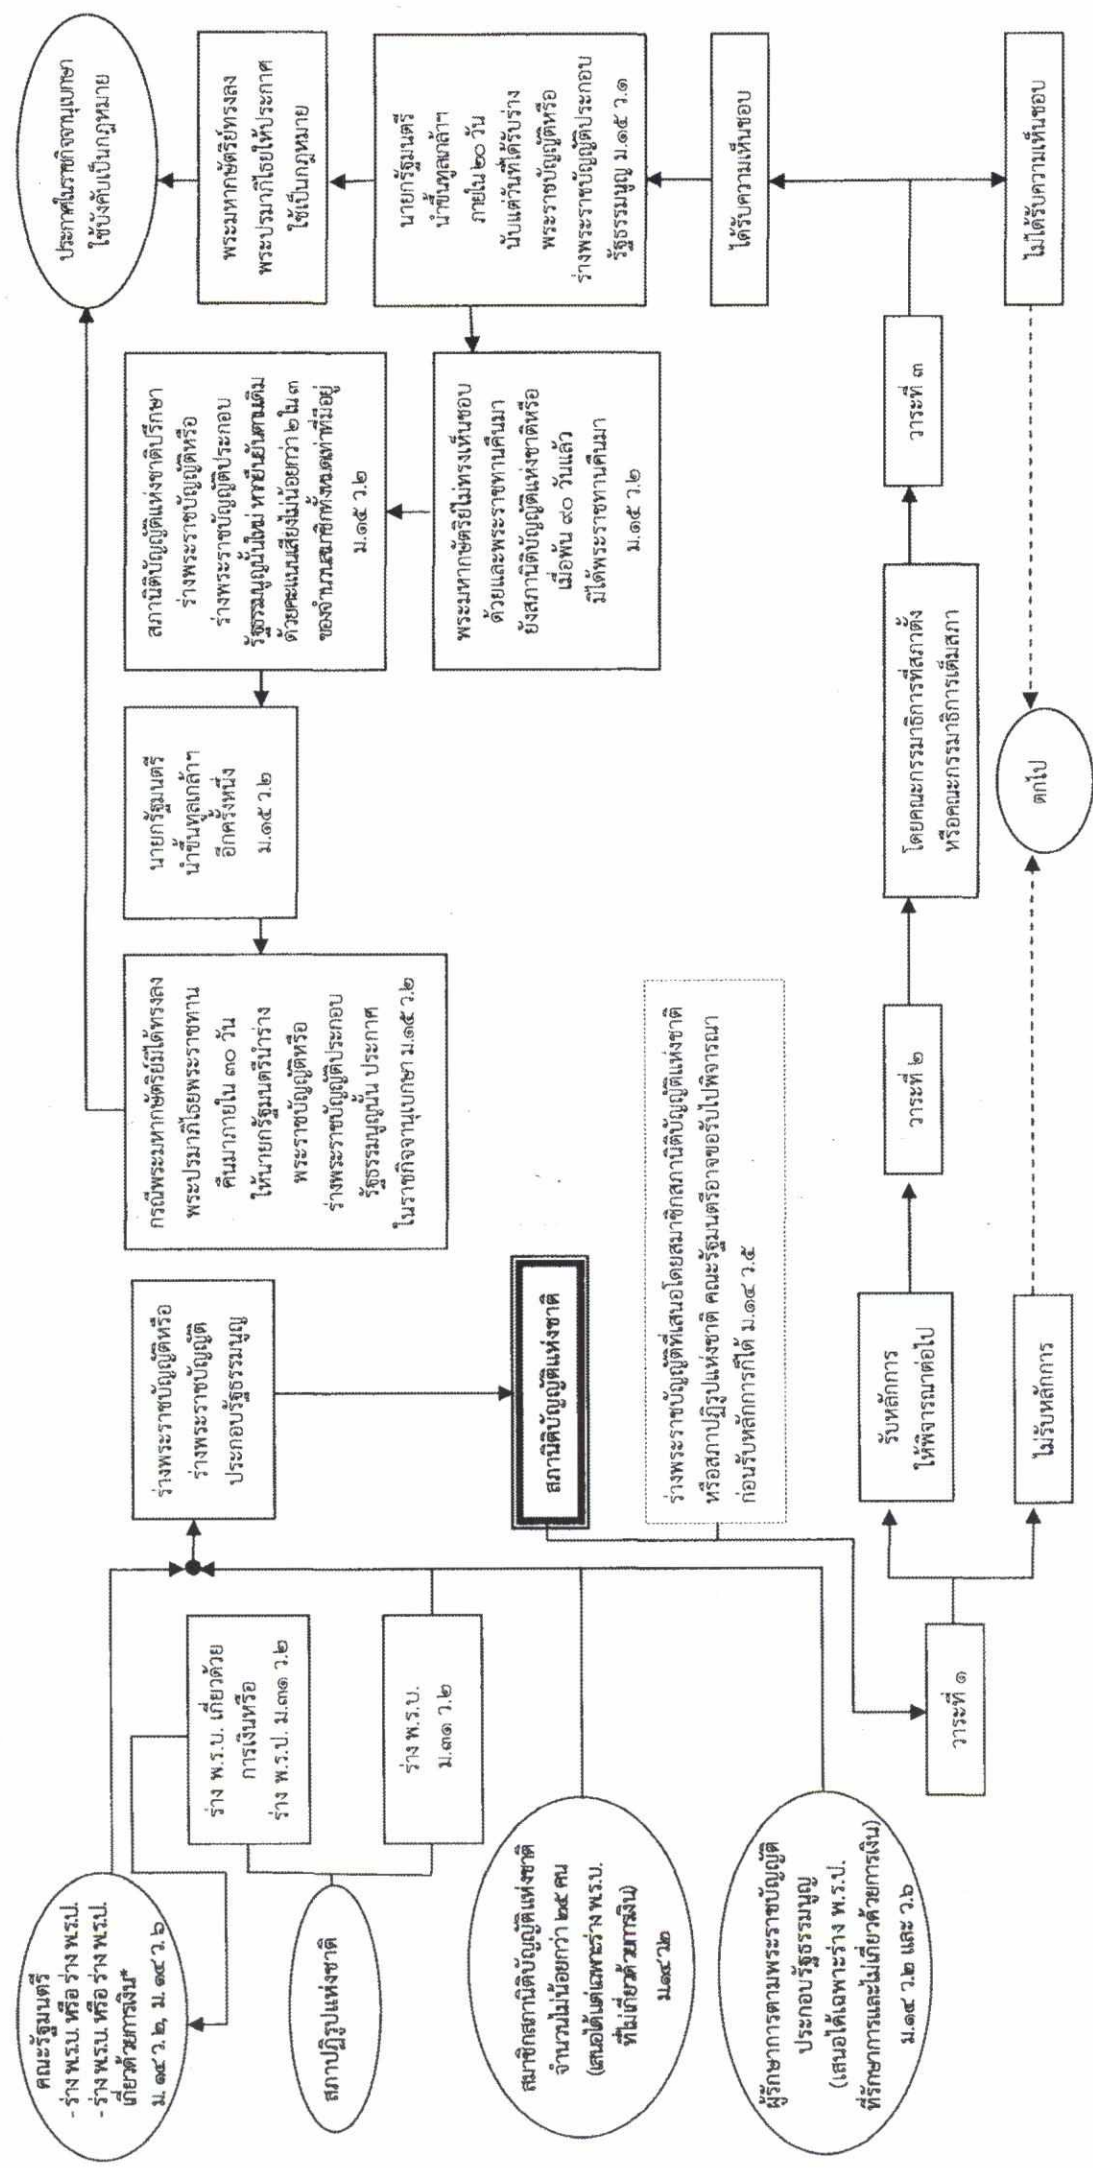 คณะรัฐมนตรี
- ร่าง พ.ร.บ. หรือ ร่าง พ.ร.ป.
- ร่าง พ.ร.บ. หรือ ร่าง พ.ร.ป.
เกี่ยวด้วยการเงิน*
ม. ๑๔ ว. ๒, ม. ๑๔ ว. ๖
สภาปฏิรูปแห่งชาติ
สมาชิกสภานิติบัญญัติแห่งชาติ
จำนวนไม่น้อยกว่า ๒๕ คน
(เสนอได้แต่เฉพาะร่าง พ.ร.บ.
ที่ไม่เกี่ยวด้วยการเงิน)
ม.๑๔ ว.๒
ผู้รักษาการตามพระราชบัญญัติ
ประกอบรัฐธรรมนูญ
(เสนอได้เฉพาะร่าง พ.ร.ป.
ที่รักษาการและไม่เกี่ยวด้วยการเงิน)
ม.๑๔ ว.๒ และ ว.๖
ร่าง พ.ร.บ. เกี่ยวด้วย
การเงินหรือ
ร่าง พ.ร.ป. ม.๓๑ ว.๒
ร่าง พ.ร.บ.
ม.๓๑ ว.๒
ร่างพระราชบัญญัติหรือ
ร่างพระราชบัญญัติ
ประกอบรัฐธรรมนูญ
สภานิติบัญญัติแห่งชาติ
ร่างพระราชบัญญัติที่เสนอโดยสมาชิกสภานิติบัญญัติแห่งชาติ
หรือสภาปฏิรูปแห่งชาติ คณะรัฐมนตรีอาจขอรับไปพิจารณา
ก่อนรับหลักการก็ได้ ม.๑๔ ว.๕
วาระที่ ๑
รับหลักการ
ให้พิจารณาต่อไป
ไม่รับหลักการ
วาระที่ ๒
โดยคณะกรรมาธิการที่สภาตั้ง
หรือคณะกรรมาธิการเต็มสภา
ตกไป
วาระที่ ๓
ได้รับความเห็นชอบ
ไม่ได้รับความเห็นชอบ
นายกรัฐมนตรี
นำขึ้นทูลเกล้าฯ
ภายใน ๒๐ วัน
นับแต่วันที่ได้รับร่าง
พระราชบัญญัติหรือ
ร่างพระราชบัญญัติประกอบ
รัฐธรรมนูญ ม.๑๕ ว.๑
พระมหากษัตริย์ทรงลง
พระปรมาภิไธยให้ประกาศ
ใช้เป็นกฎหมาย
ประกาศในราชกิจจานุเบกษา
ใช้บังคับเป็นกฎหมาย
พระมหากษัตริย์ไม่ทรงเห็นชอบ
ด้วยและพระราชทานคืนมา
ยังสภานิติบัญญัติแห่งชาติหรือ
เมื่อพ้น ๙๐ วันแล้ว
มิได้พระราชทานคืนมา
ม.๑๕ ว.๒
สภานิติบัญญัติแห่งชาติปรึกษา
ร่างพระราชบัญญัติหรือ
ร่างพระราชบัญญัติประกอบ
รัฐธรรมนูญนั้นใหม่ หากยืนยันตามเดิม
ด้วยคะแนนเสียงไม่น้อยกว่า ๒ ใน ๓
ของจำนวนสมาชิกทั้งหมดเท่าที่มีอยู่
ม.๑๕ ว.๒
นายกรัฐมนตรี
นำขึ้นทูลเกล้าฯ
อีกครั้งหนึ่ง
ม.๑๕ ว.๒
กรณีพระมหากษัตริย์มิได้ทรงลง
พระปรมาภิไธยพระราชทาน
คืนมาภายใน ๓๐ วัน
ให้นายกรัฐมนตรีนำร่าง
พระราชบัญญัติหรือ
ร่างพระราชบัญญัติประกอบ
รัฐธรรมนูญนั้น ประกาศ
ในราชกิจจานุเบกษา ม.๑๕ ว.๒